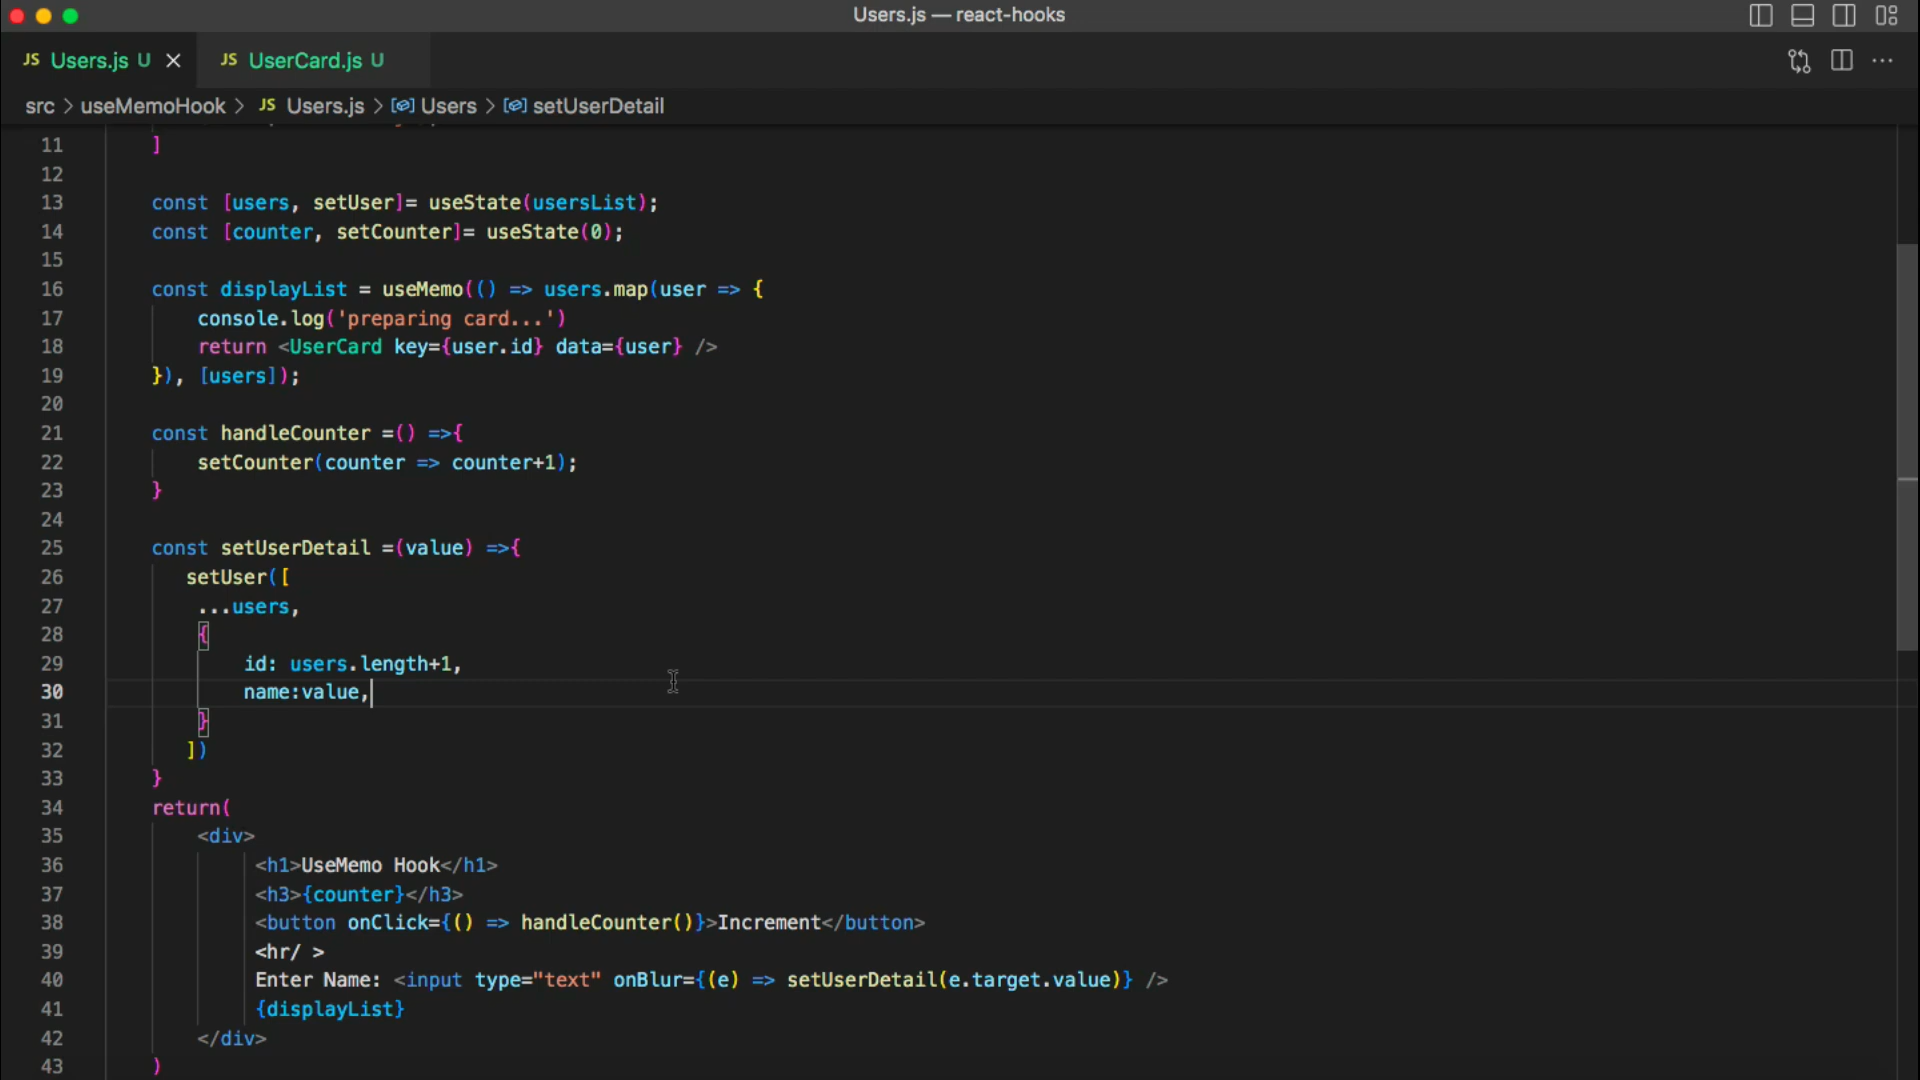 Users.js — react-hooks
JS Users.js U
JS UserCard.js U
src > useMemoHook > JS Users.js > Users > setUserDetail
11 ]
12
13 const [users, setUser]= useState(usersList);
14 const [counter, setCounter]= useState(0);
15
16 const displayList = useMemo(() => users.map(user => {
17 console.log('preparing card...')
18 return <UserCard key={user.id} data={user} />
19 }), [users]);
20
21 const handleCounter =() =>{
22 setCounter(counter => counter+1);
23 }
24
25 const setUserDetail =(value) =>{
26 setUser([
27 ...users,
28 {
29 id: users.length+1,
30 name:value,
31 }
32 ])
33 }
34 return(
35 <div>
36 <h1>UseMemo Hook</h1>
37 <h3>{counter}</h3>
38 <button onClick={() => handleCounter()}>Increment</button>
39 <hr/ >
40 Enter Name: <input type="text" onBlur={(e) => setUserDetail(e.target.value)} />
41 {displayList}
42 </div>
43 )